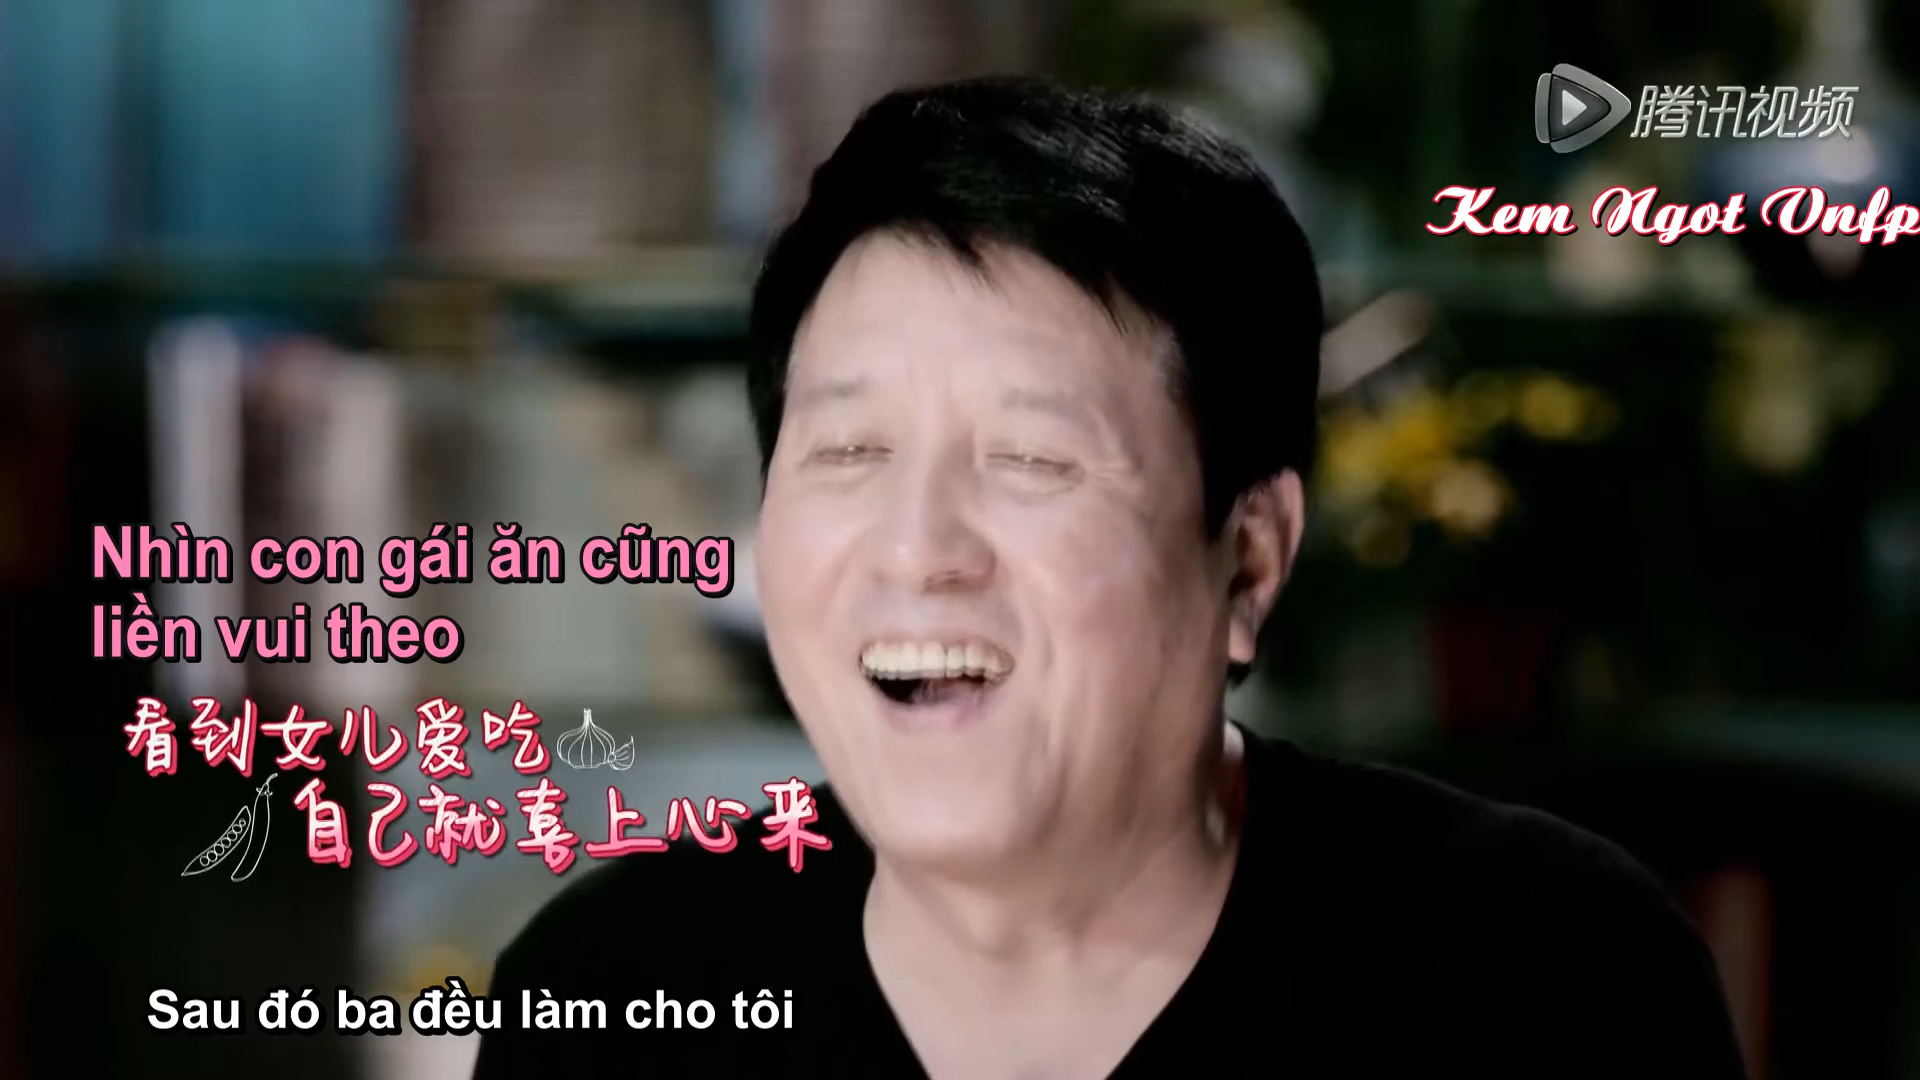 腾讯视频
Kem Ngot Vnfp
Nhìn con gái ăn cũng
liền vui theo
看到女儿爱吃
自己就喜上心来
Sau đó ba đều làm cho tôi